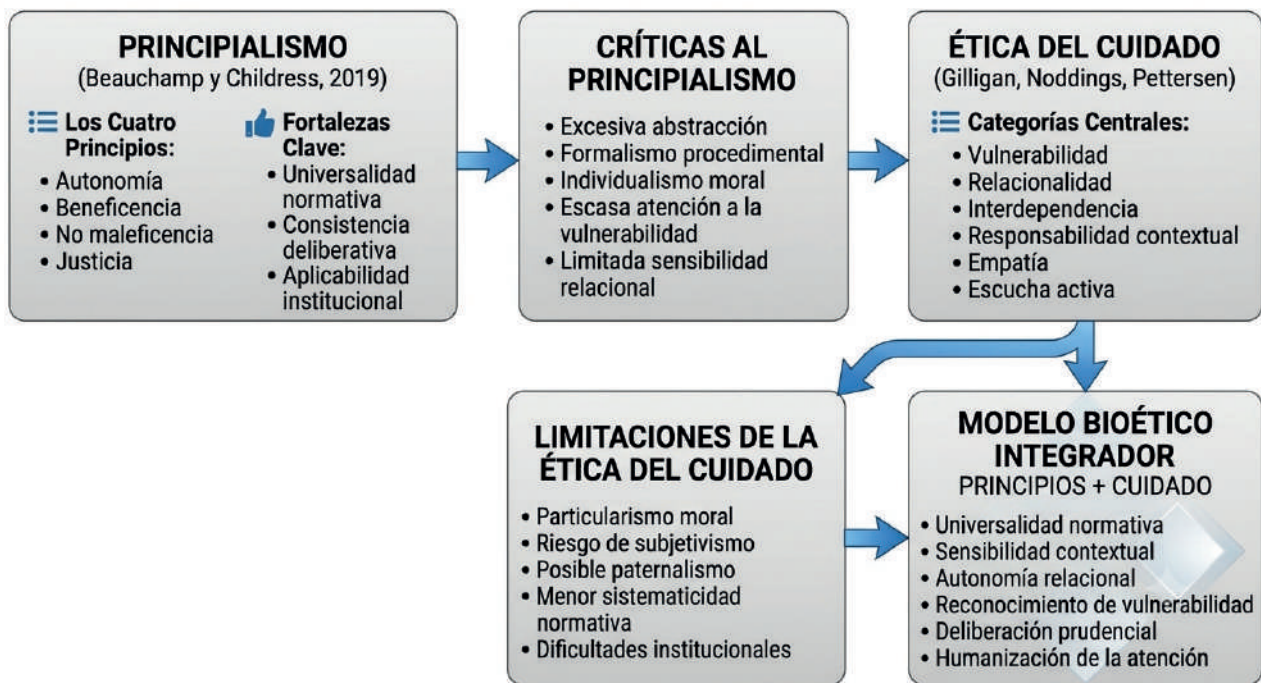 PRINCIPIALISMO
(Beauchamp y Childress, 2019)
Los Cuatro
Principios:
• Autonomía
• Beneficencia
• No maleficencia
• Justicia
Fortalezas
Clave:
• Universalidad
normativa
• Consistencia
deliberativa
• Aplicabilidad
institucional
CRÍTICAS AL
PRINCIPIALISMO
• Excesiva abstracción
• Formalismo procedimental
• Individualismo moral
• Escasa atención a la
vulnerabilidad
• Limitada sensibilidad
relacional
ÉTICA DEL CUIDADO
(Gilligan, Noddings, Pettersen)
Categorías Centrales:
• Vulnerabilidad
• Relacionalidad
• Interdependencia
• Responsabilidad contextual
• Empatía
• Escucha activa
LIMITACIONES DE LA
ÉTICA DEL CUIDADO
• Particularismo moral
• Riesgo de subjetivismo
• Posible paternalismo
• Menor sistematicidad
normativa
• Dificultades institucionales
MODELO BIOÉTICO
INTEGRADOR
PRINCIPIOS + CUIDADO
• Universalidad normativa
• Sensibilidad contextual
• Autonomía relacional
• Reconocimiento de vulnerabilidad
• Deliberación prudencial
• Humanización de la atención